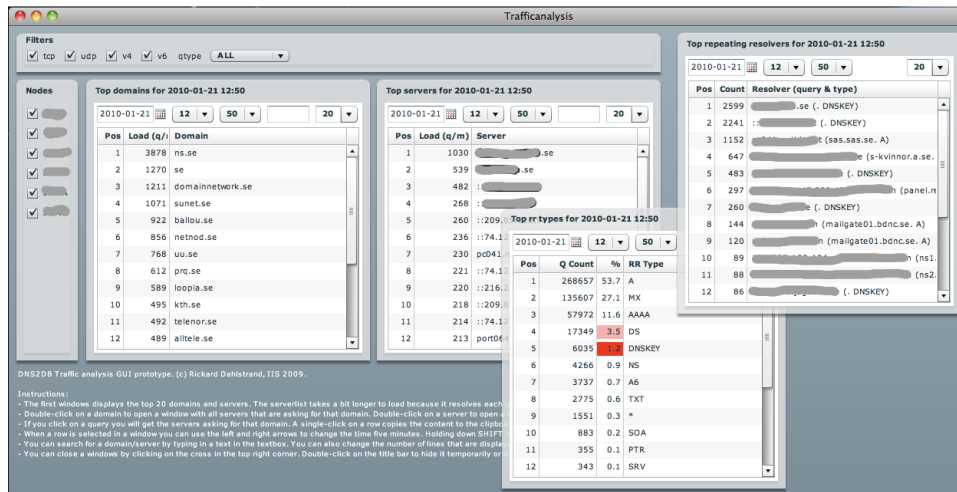 Trafficanalysis
Filters
tcp udp v4 v6 qtype ALL
Nodes
Top domains for 2010-01-21 12:50
2010-01-21 12 50 20
Pos Load (q/ Domain
1 3878 ns.se
2 1270 se
3 1211 domainnetwork.se
4 1071 sunet.se
5 922 ballou.se
6 856 netnod.se
7 768 uu.se
8 612 prq.se
9 589 loopia.se
10 495 kth.se
11 492 telenor.se
12 489 alltele.se
Top servers for 2010-01-21 12:50
2010-01-21 12 50 20
Pos Load (q/m) Server
1 1030 .se
2 539 .se
3 482 ::
4 268 ::
5 260 ::209.8
6 236 ::74.12
7 230 pc041.n
8 221 ::74.12
9 220 ::216.2
10 218 ::209.8
11 214 ::74.12
12 213 port064
Top rr types for 2010-01-21 12:50
2010-01-21 12 50
Pos Q Count % RR Type
1 268657 53.7 A
2 135607 27.1 MX
3 57972 11.6 AAAA
4 17349 3.5 DS
5 6035 1.2 DNSKEY
6 4266 0.9 NS
7 3737 0.7 A6
8 2775 0.6 TXT
9 1551 0.3 *
10 883 0.2 SOA
11 355 0.1 PTR
12 343 0.1 SRV
Top repeating resolvers for 2010-01-21 12:50
2010-01-21 12 50 20
Pos Count Resolver (query & type)
1 2599 .se (. DNSKEY)
2 2241 :: (. DNSKEY)
3 1152 t (sas.sas.se. A)
4 647 e (s-kvinnor.a.se.
5 483 (. DNSKEY)
6 297 n (panel.re
7 260 e (. DNSKEY)
8 144 n (mailgate01.bdnc.se. A)
9 120 n (mailgate01.bdnc.se. A)
10 89 n (ns1.
11 88 (ns2.
12 86 (. DNSKEY)
DNS2DB Traffic analysis GUI prototype. (c) Rickard Dahlstrand, IIS 2009.
Instructions:
- The first windows displays the top 20 domains and servers. The serverlist takes a bit longer to load because it resolves each
- Double-click on a domain to open a window with all servers that are asking for that domain. Double-click on a server to open a
- If you click on a query you will get the servers asking for that domain. A single-click on a row copies the content to the clipbo
- When a row is selected in a window you can use the left and right arrows to change the time five minutes. Holding down SHIFT
- You can search for a domain/server by typing in a text in the textbox. You can also change the number of lines that are display
- You can close a windows by clicking on the cross in the top right corner. Double-click on the title bar to hide it temporarily or